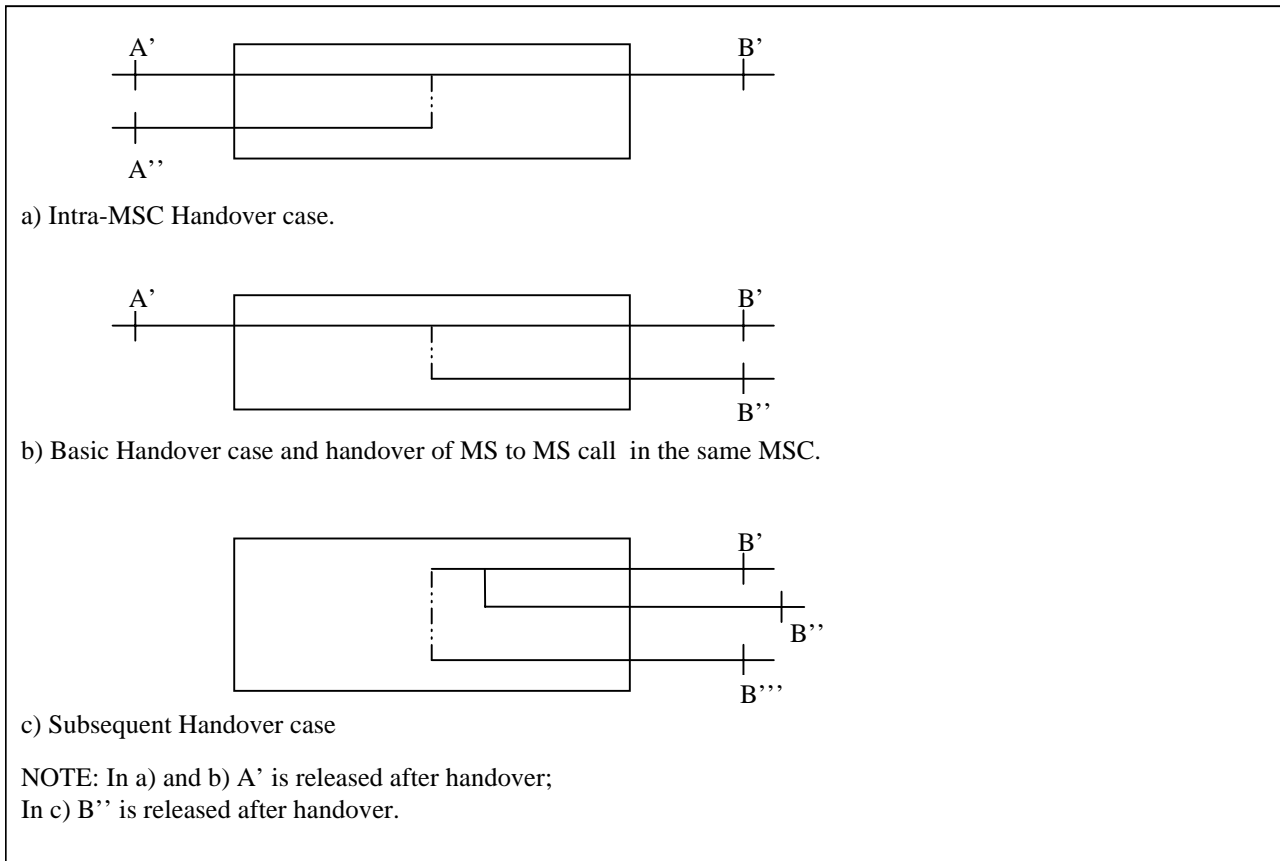 A’ B’
A’’
a) Intra-MSC Handover case.
A’ B’
B’’
b) Basic Handover case and handover of MS to MS call in the same MSC.
B’
B’’
B’’’
c) Subsequent Handover case
NOTE: In a) and b) A’ is released after handover;
In c) B’’ is released after handover.